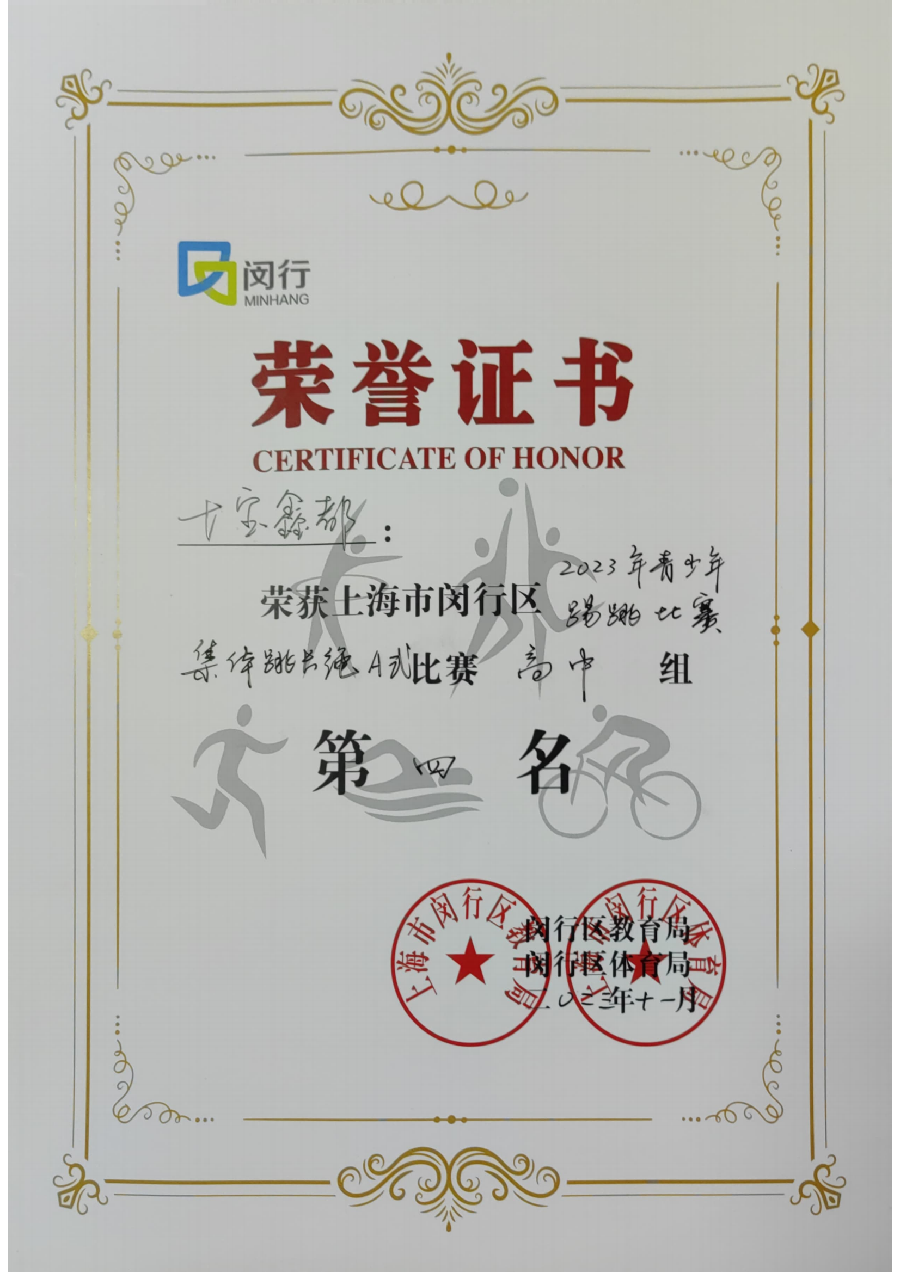 闵行
MINHANG
荣誉证书
CERTIFICATE OF HONOR
七宝鑫都：
荣获上海市闵行区 2023年青少年踢跳比赛
集体跳长绳A式比赛 高中 组
第四名
上海市闵行区教育局
上海市闵行区体育局
闵行区教育局
闵行区体育局
二〇二三年十一月